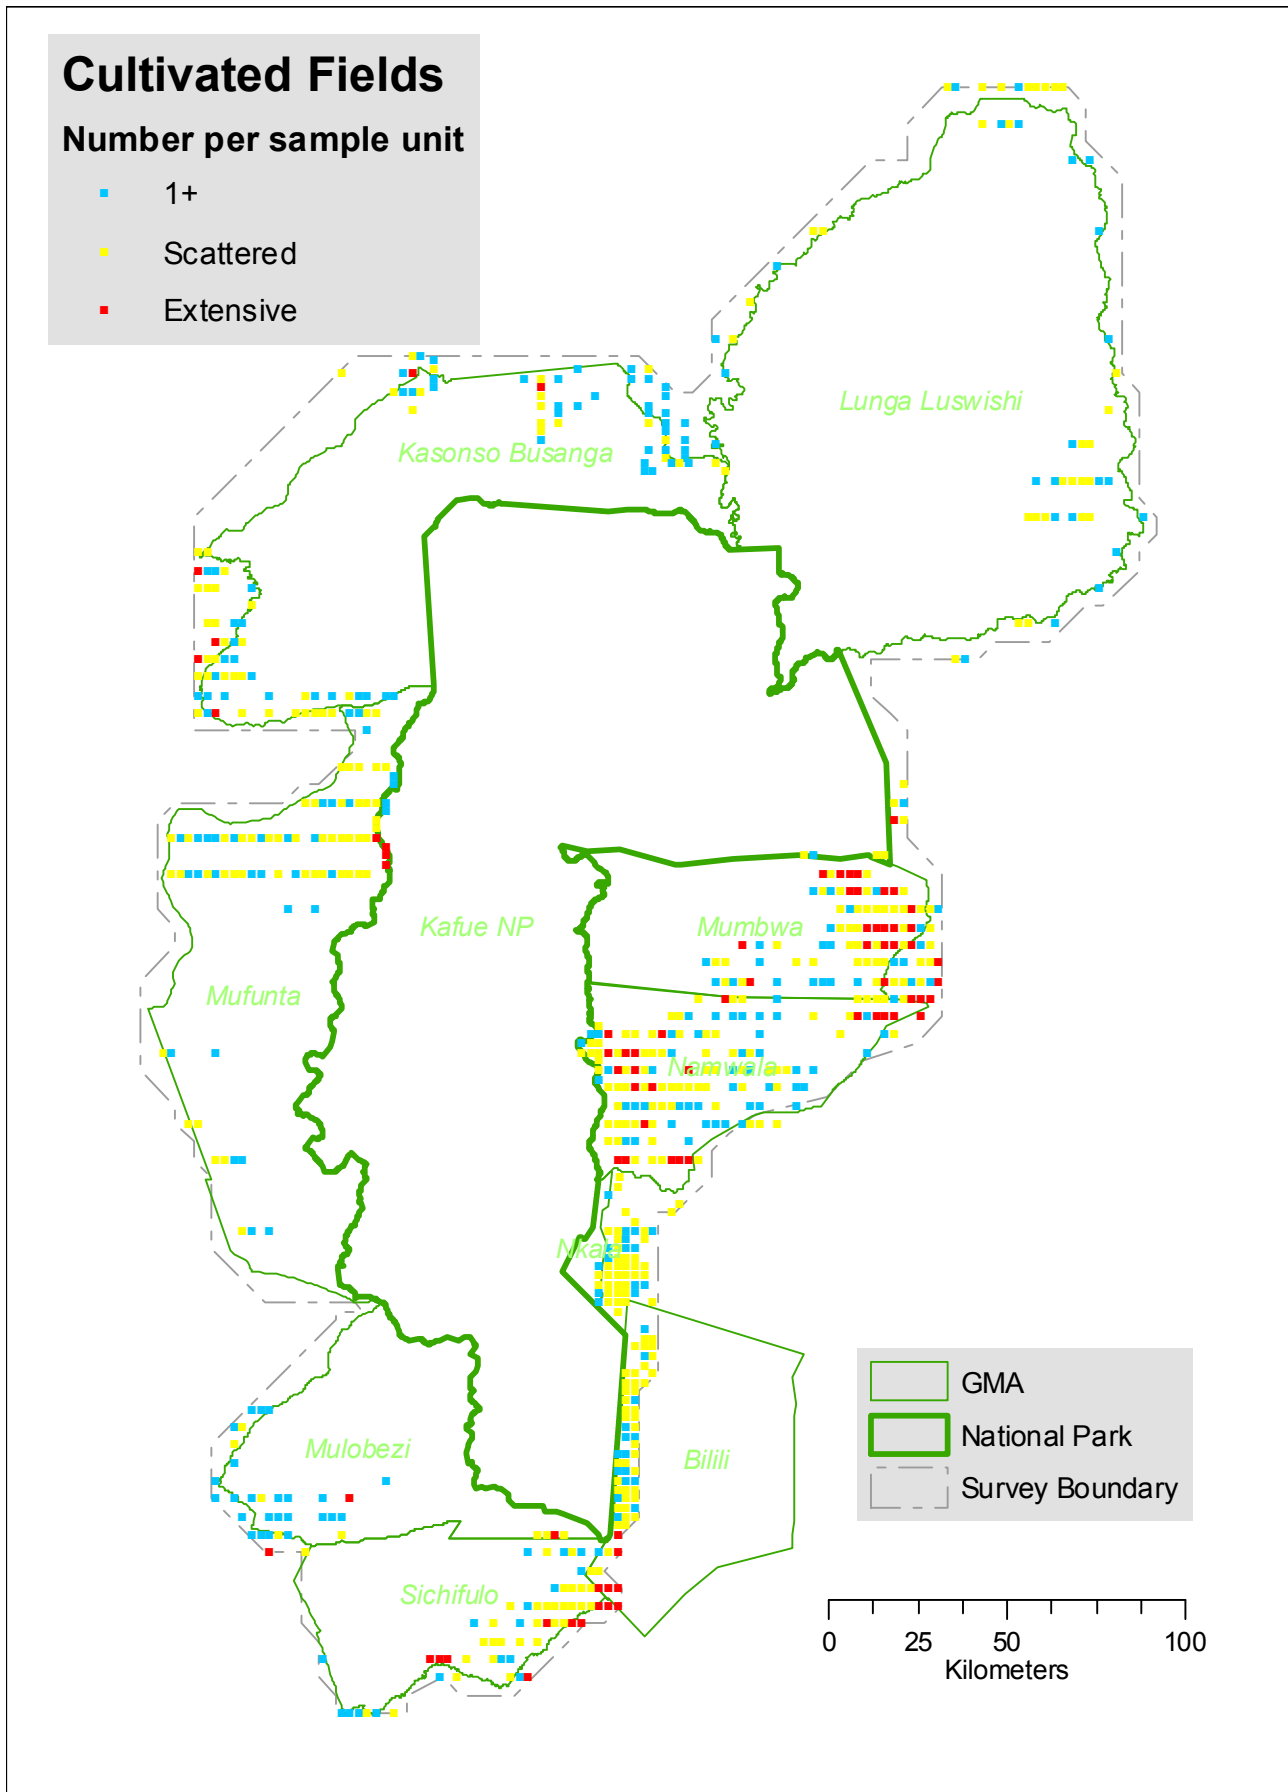 Cultivated Fields
Number per sample unit
1+
Scattered
Extensive
Lunga Luswishi
Kasonso Busanga
Kafue NP
Mumbwa
Mufunta
Namwala
Nkala
GMA
National Park
Survey Boundary
Mulobezi
Bilili
Sichifulo
0 25 50 100
Kilometers